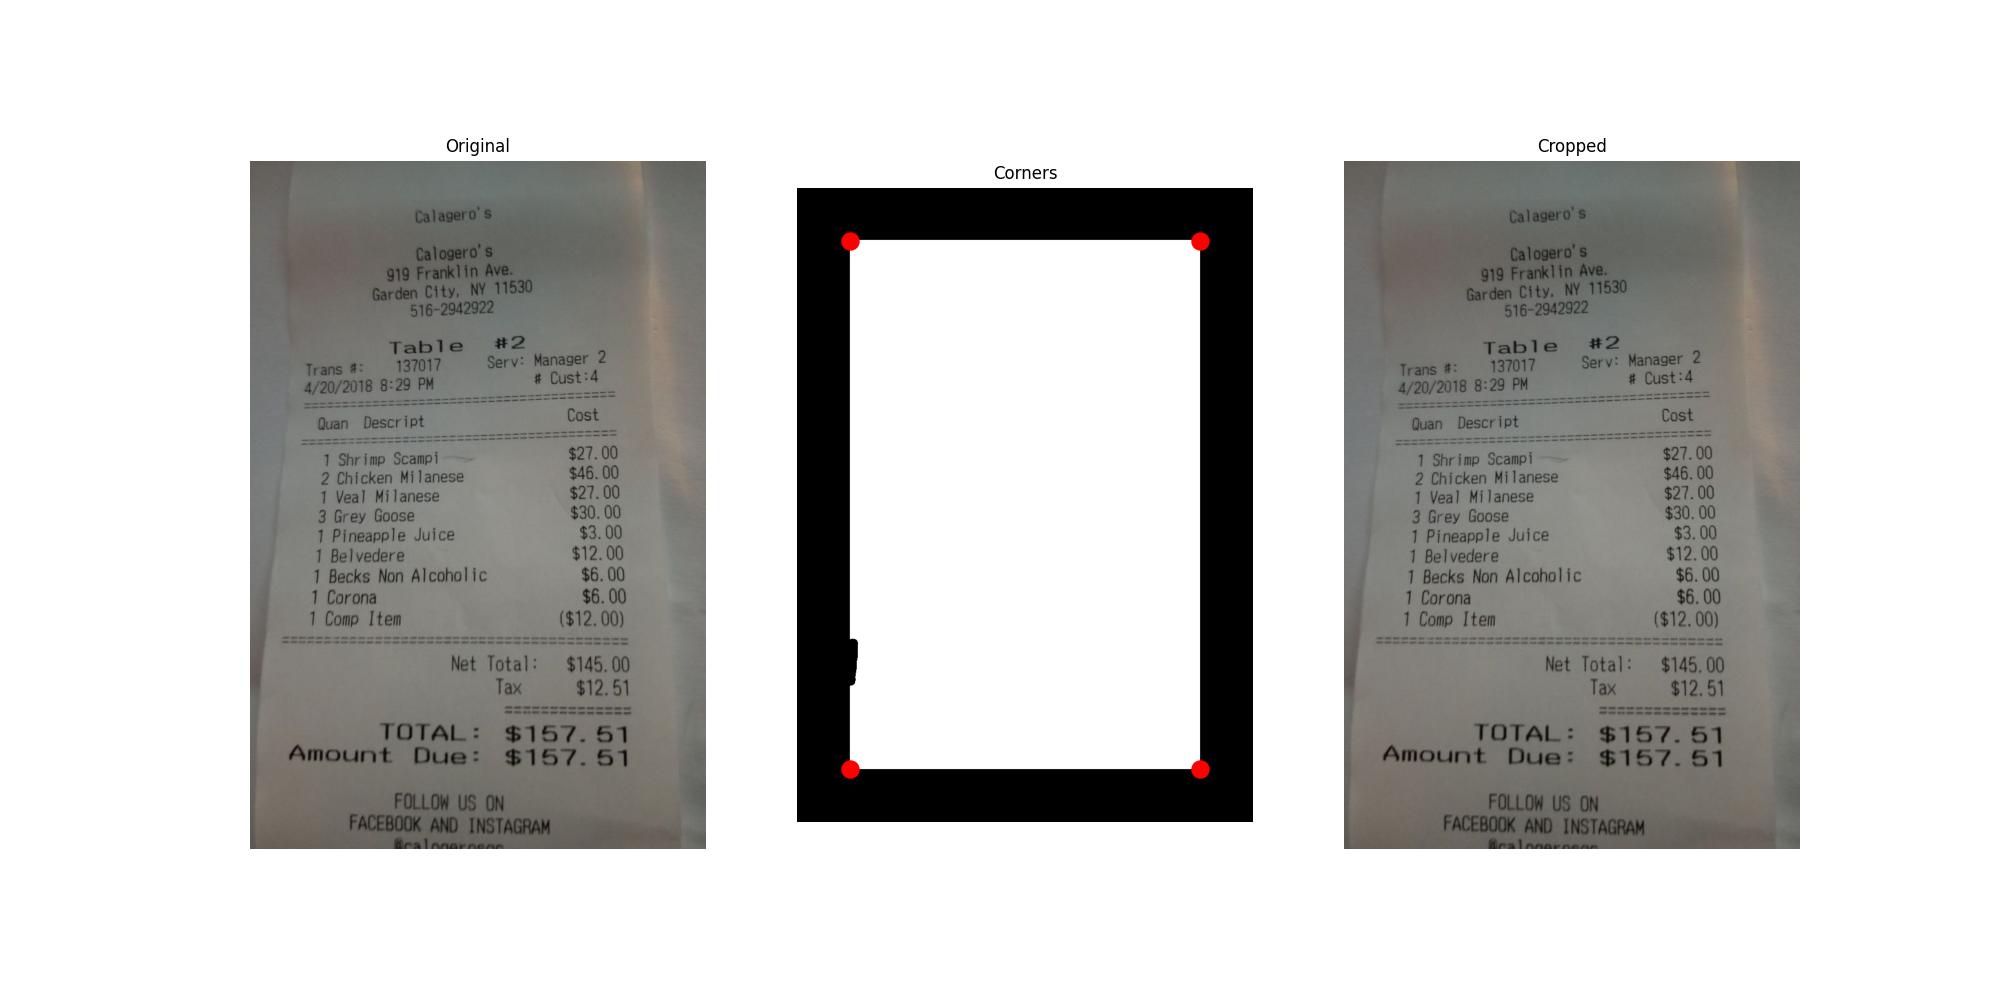 Original
Calagero's
Calogero's
919 Franklin Ave.
Garden City, NY 11530
516-2942922
Table #2
Trans #: 137017 Serv: Manager 2
4/20/2018 8:29 PM # Cust:4
Quan Descript Cost
1 Shrimp Scampi $27.00
2 Chicken Milanese $46.00
1 Veal Milanese $27.00
3 Grey Goose $30.00
1 Pineapple Juice $3.00
1 Belvedere $12.00
1 Becks Non Alcoholic $6.00
1 Corona $6.00
1 Comp Item ($12.00)
Net Total: $145.00
Tax $12.51
TOTAL: $157.51
Amount Due: $157.51
FOLLOW US ON
FACEBOOK AND INSTAGRAM
Corners
Cropped
Calagero's
Calogero's
919 Franklin Ave.
Garden City, NY 11530
516-2942922
Table #2
Trans #: 137017 Serv: Manager 2
4/20/2018 8:29 PM # Cust:4
Quan Descript Cost
1 Shrimp Scampi $27.00
2 Chicken Milanese $46.00
1 Veal Milanese $27.00
3 Grey Goose $30.00
1 Pineapple Juice $3.00
1 Belvedere $12.00
1 Becks Non Alcoholic $6.00
1 Corona $6.00
1 Comp Item ($12.00)
Net Total: $145.00
Tax $12.51
TOTAL: $157.51
Amount Due: $157.51
FOLLOW US ON
FACEBOOK AND INSTAGRAM